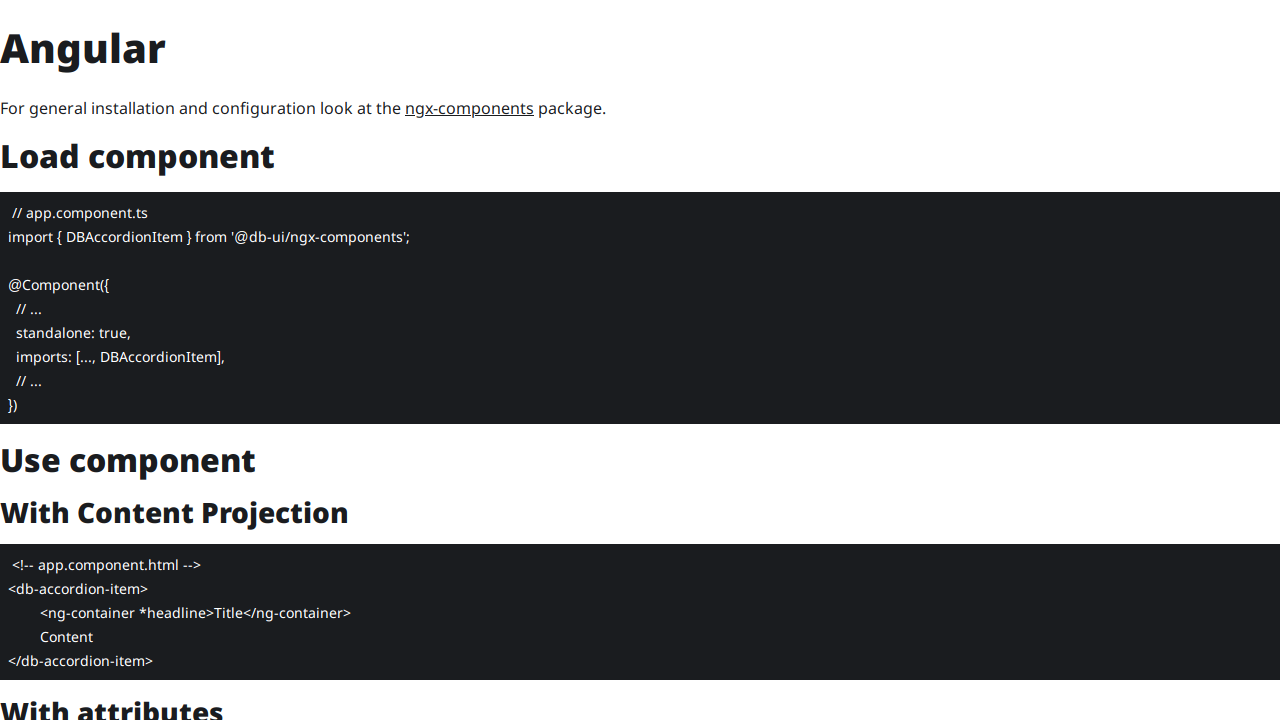 Angular
For general installation and configuration look at the ngx-components package.
Load component
// app.component.ts
import { DBAccordionItem } from '@db-ui/ngx-components';
@Component({
// ...
standalone: true,
imports: [..., DBAccordionItem],
// ...
})
Use component
With Content Projection
<!-- app.component.html -->
<db-accordion-item>
<ng-container *headline>Title</ng-container>
Content
</db-accordion-item>
With attributes